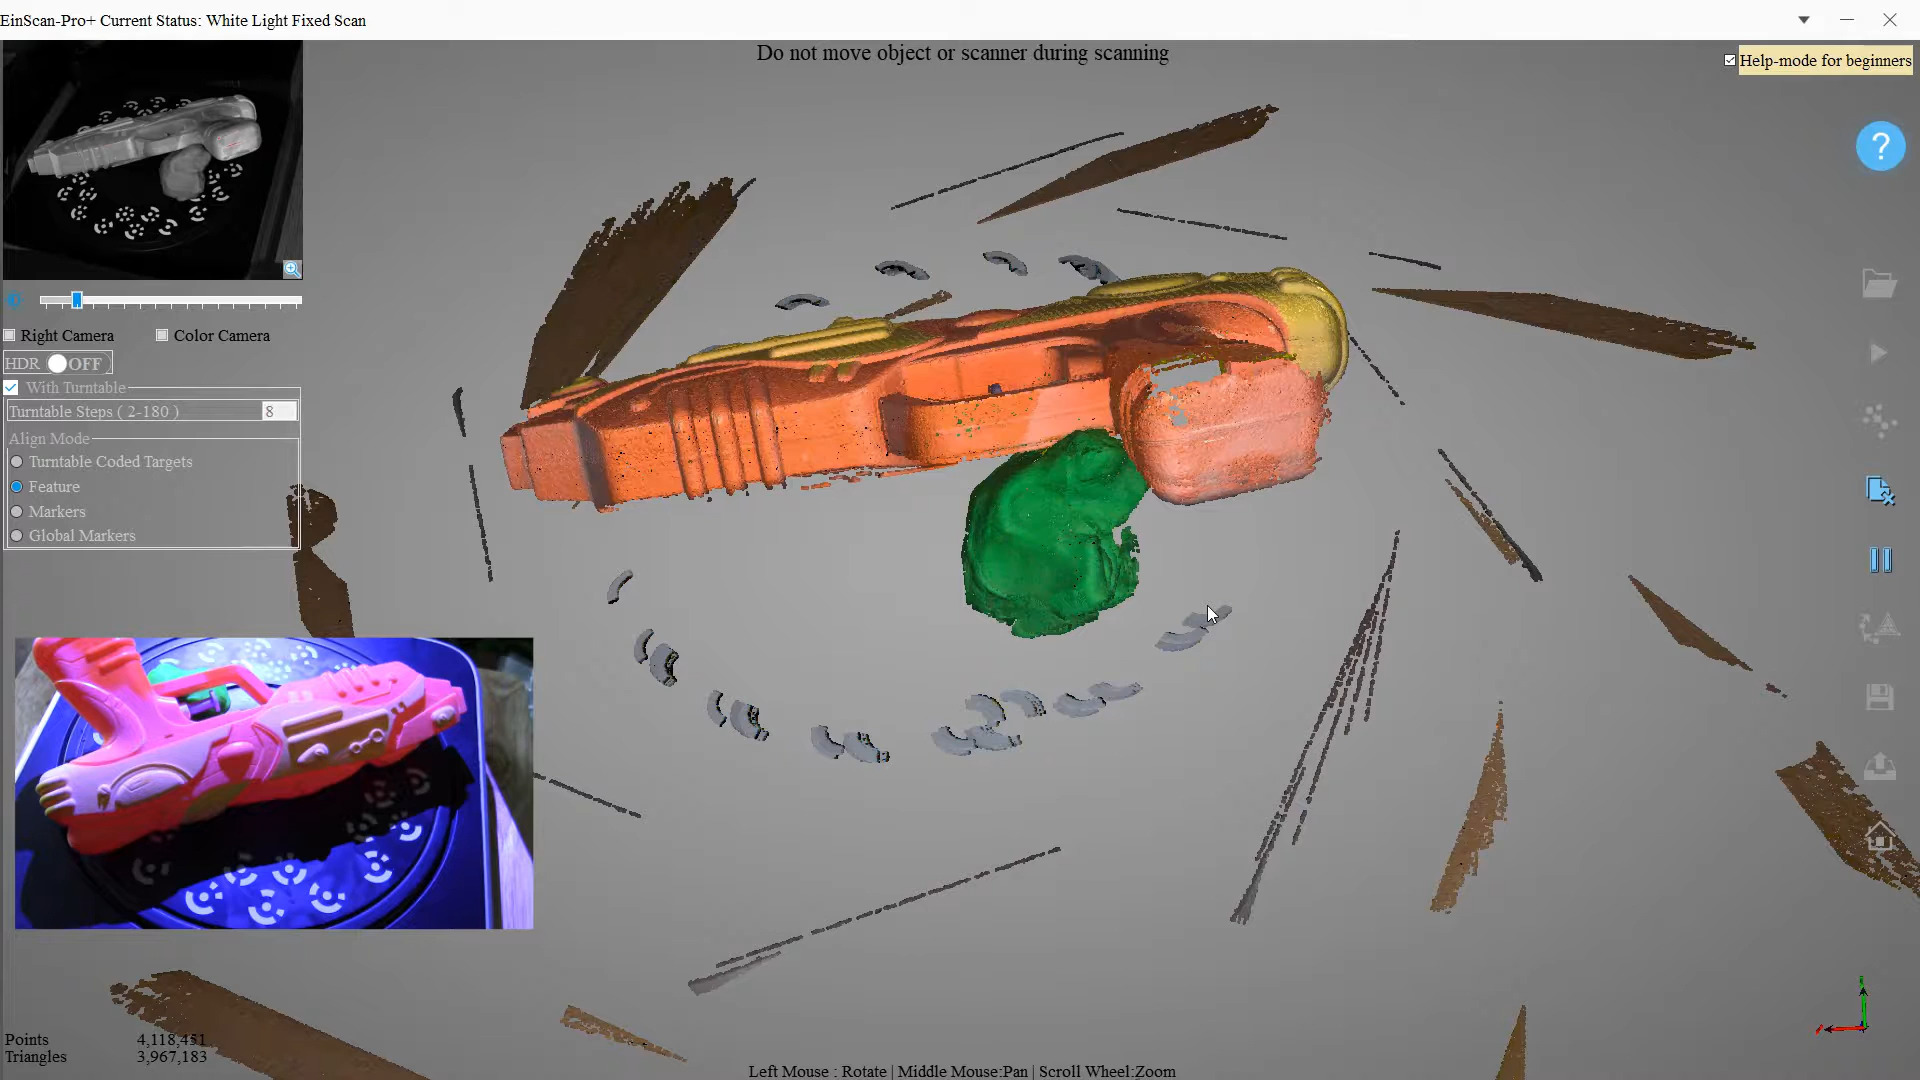 EinScan-Pro+ Current Status: White Light Fixed Scan
Do not move object or scanner during scanning
Help-mode for beginners
?
Right Camera
Color Camera
HDR OFF
With Turntable
Turntable Steps ( 2-180 ) 8
Align Mode
Turntable Coded Targets
Feature
Markers
Global Markers
Points 4,118,451
Triangles 3,967,183
Left Mouse : Rotate | Middle Mouse:Pan | Scroll Wheel:Zoom